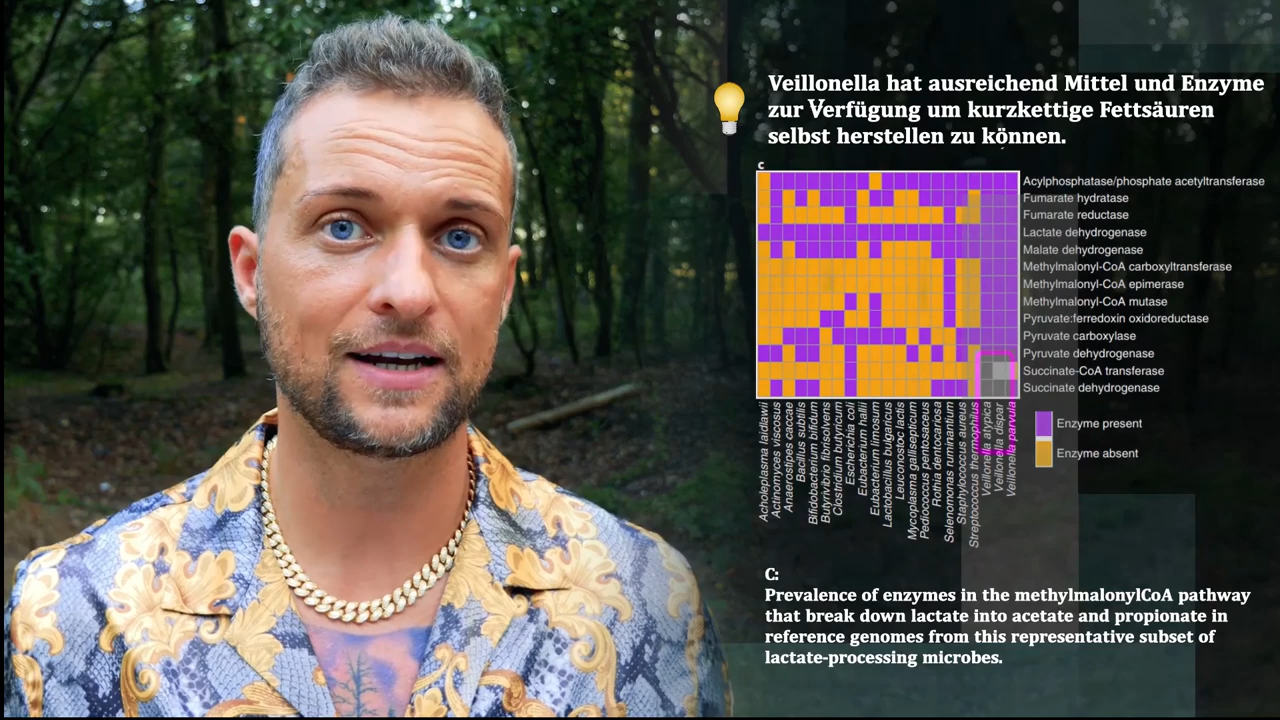 Veillonella hat ausreichend Mittel und Enzyme
zur Verfügung um kurzkettige Fettsäuren
selbst herstellen zu können.
c
Acylphosphatase/phosphate acetyltransferase
Fumarate hydratase
Fumarate reductase
Lactate dehydrogenase
Malate dehydrogenase
Methylmalonyl-CoA carboxyltransferase
Methylmalonyl-CoA epimerase
Methylmalonyl-CoA mutase
Pyruvate:ferredoxin oxidoreductase
Pyruvate carboxylase
Pyruvate dehydrogenase
Succinate-CoA transferase
Succinate dehydrogenase
Acholeplasma laidlawii
Actinomyces viscosus
Anaerostipes caccae
Bacillus subtilis
Bifidobacterium bifidum
Butyrivibrio fibrisolvens
Clostridium butyricum
Escherichia coli
Eubacterium hallii
Eubacterium limosum
Lactobacillus bulgaricus
Leuconostoc lactis
Mycoplasma gallisepticum
Pediococcus pentosaceus
Rothia dentocariosa
Selenomonas ruminantium
Staphylococcus aureus
Streptococcus thermophilus
Veillonella atypica
Veillonella dispar
Veillonella parvula
Enzyme present
Enzyme absent
C:
Prevalence of enzymes in the methylmalonylCoA pathway
that break down lactate into acetate and propionate in
reference genomes from this representative subset of
lactate-processing microbes.